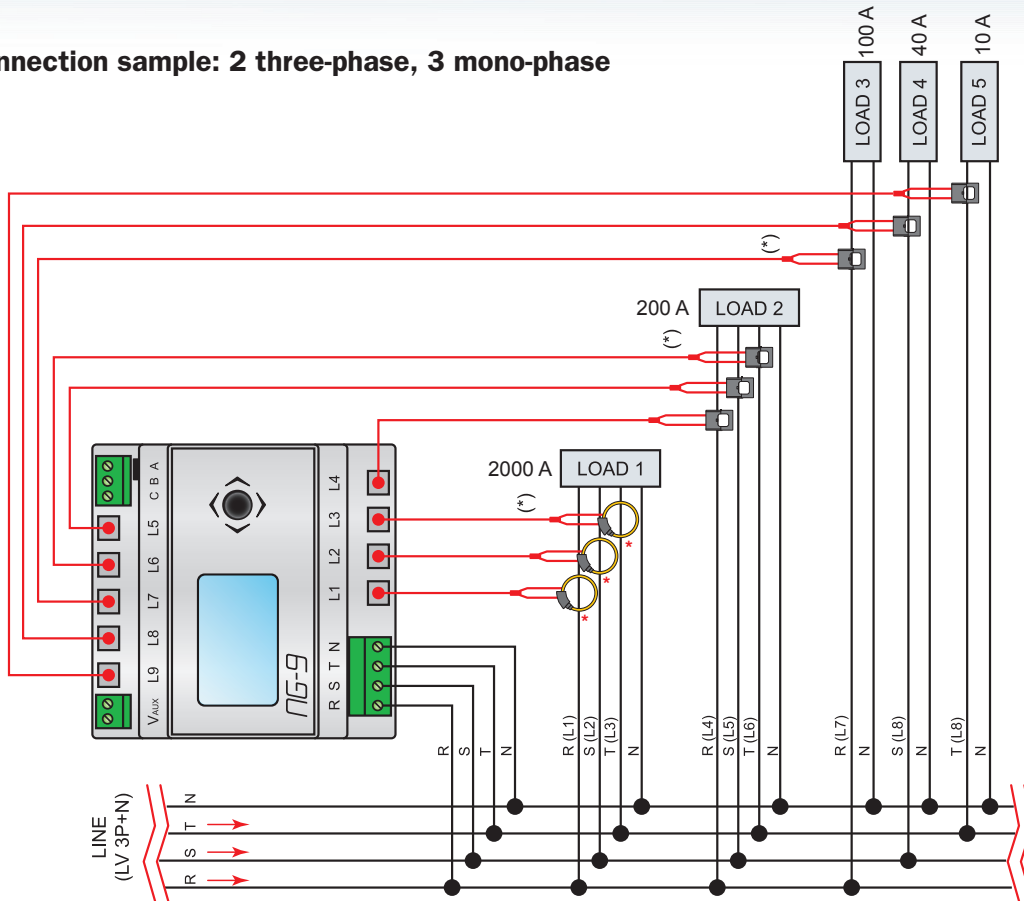 nnection sample: 2 three-phase, 3 mono-phase
100 A
40 A
10 A
LOAD 3
LOAD 4
LOAD 5
(*)
200 A
LOAD 2
(*)
2000 A
LOAD 1
(*)
*
*
*
C B A
L5
L6
L7
L8
L9
VAUX
L4
L3
L2
L1
R S T N
NG-9
R
S
T
N
R (L1)
S (L2)
T (L3)
N
R (L4)
S (L5)
T (L6)
N
R (L7)
N
S (L8)
N
T (L8)
N
LINE
(LV 3P+N)
N
T
S
R